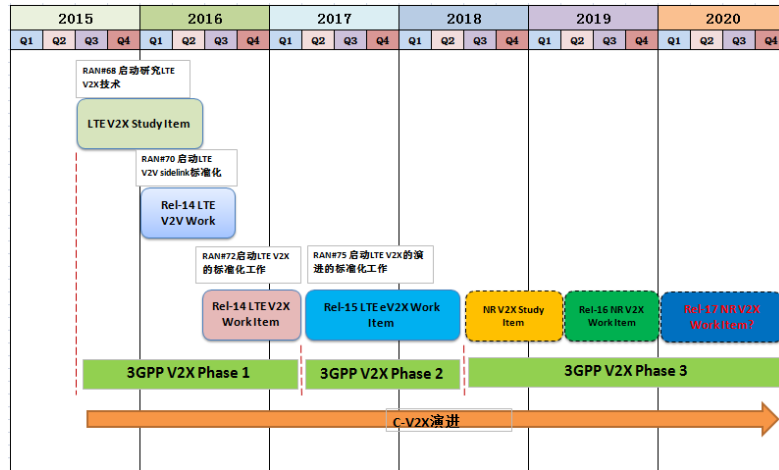 2015 2016 2017 2018 2019 2020
Q1 Q2 Q3 Q4 Q1 Q2 Q3 Q4 Q1 Q2 Q3 Q4 Q1 Q2 Q3 Q4 Q1 Q2 Q3 Q4 Q1 Q2 Q3 Q4
RAN#68 启动研究LTE
V2X技术
LTE V2X Study Item
RAN#70 启动LTE
V2V sidelink标准化
Rel-14 LTE
V2V Work
RAN#72启动LTE V2X
的标准化工作
RAN#75 启动LTE V2X的演
进的标准化工作
Rel-14 LTE V2X
Work Item
Rel-15 LTE eV2X Work
Item
NR V2X Study
Item
Rel-16 NR V2X
Work Item
Rel 17 NR V2X
Work Item?
3GPP V2X Phase 1
3GPP V2X Phase 2
3GPP V2X Phase 3
C-V2X演进